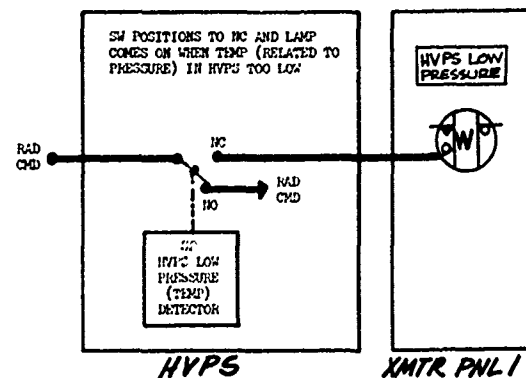 SW POSITIONS TO NC AND LAMP
COMES ON WHEN TEMP (RELATED TO
PRESSURE) IN HVPS TOO LOW
HVPS LOW
PRESSURE
W
RAD
CMD
NC
NO
RAD
CMD
HVPS LOW
PRESSURE
(TEMP)
DETECTOR
HVPS
XMTR PNL 1